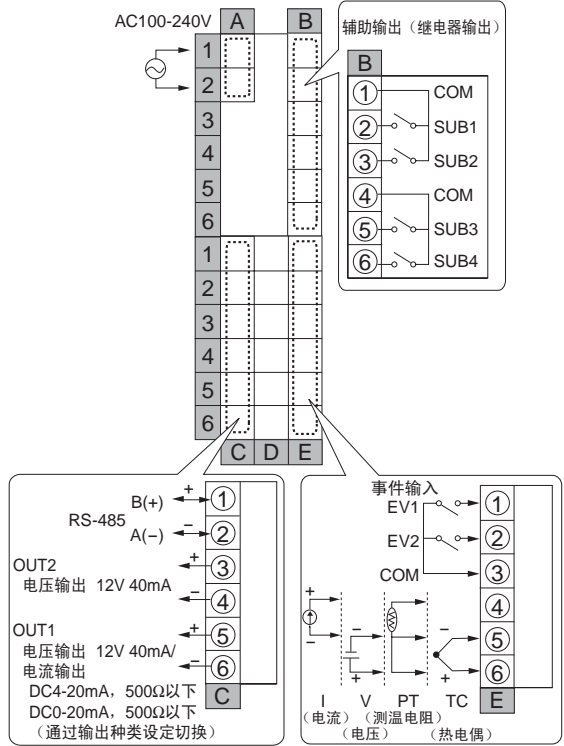 AC100-240V
A
B
1
2
3
4
5
6
1
2
3
4
5
6
C
D
E
辅助输出（继电器输出）
B
① COM
② SUB1
③ SUB2
④ COM
⑤ SUB3
⑥ SUB4
B(+) + ①
RS-485
A(−) − ②
OUT2 + ③
电压输出 12V 40mA
− ④
OUT1 + ⑤
电压输出 12V 40mA/
电流输出 − ⑥
DC4-20mA，500Ω以下
C
DC0-20mA，500Ω以下
（通过输出种类设定切换）
事件输入
EV1 ①
EV2 ②
COM ③
④
⑤
⑥
+
−
−
+
−
+
I V PT TC E
（电流）（测温电阻）
（电压）（热电偶）